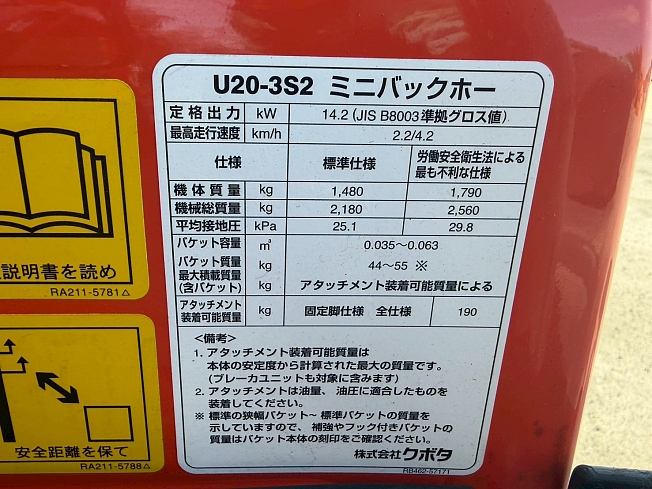 U20-3S2 ミニバックホー
定格出力 kW 14.2 (JIS B8003準拠グロス値)
最高走行速度 km/h 2.2/4.2
仕様 標準仕様 労働安全衛生法による
最も不利な仕様
機体質量 kg 1,480 1,790
機械総質量 kg 2,180 2,560
平均接地圧 kPa 25.1 29.8
バケット容量 ㎥ 0.035〜0.063
バケット質量 kg 44〜55 ※
最大積載質量
(含バケット) kg アタッチメント装着可能質量による
アタッチメント
装着可能質量 kg 固定脚仕様 全仕様 190
<備考>
1. アタッチメント装着可能質量は
本体の安定度から計算された最大の質量です。
(ブレーカユニットも対象に含みます)
2. アタッチメントは油量、油圧に適合したものを
装着してください。
※ 標準の狭幅バケット〜標準バケットの質量を
示していますので、補強やフック付きバケットの
質量はバケット本体の刻印をご確認ください。
株式会社クボタ
RB462-57171
説明書を読め
RA211-5781△
安全距離を保て
RA211-5788△